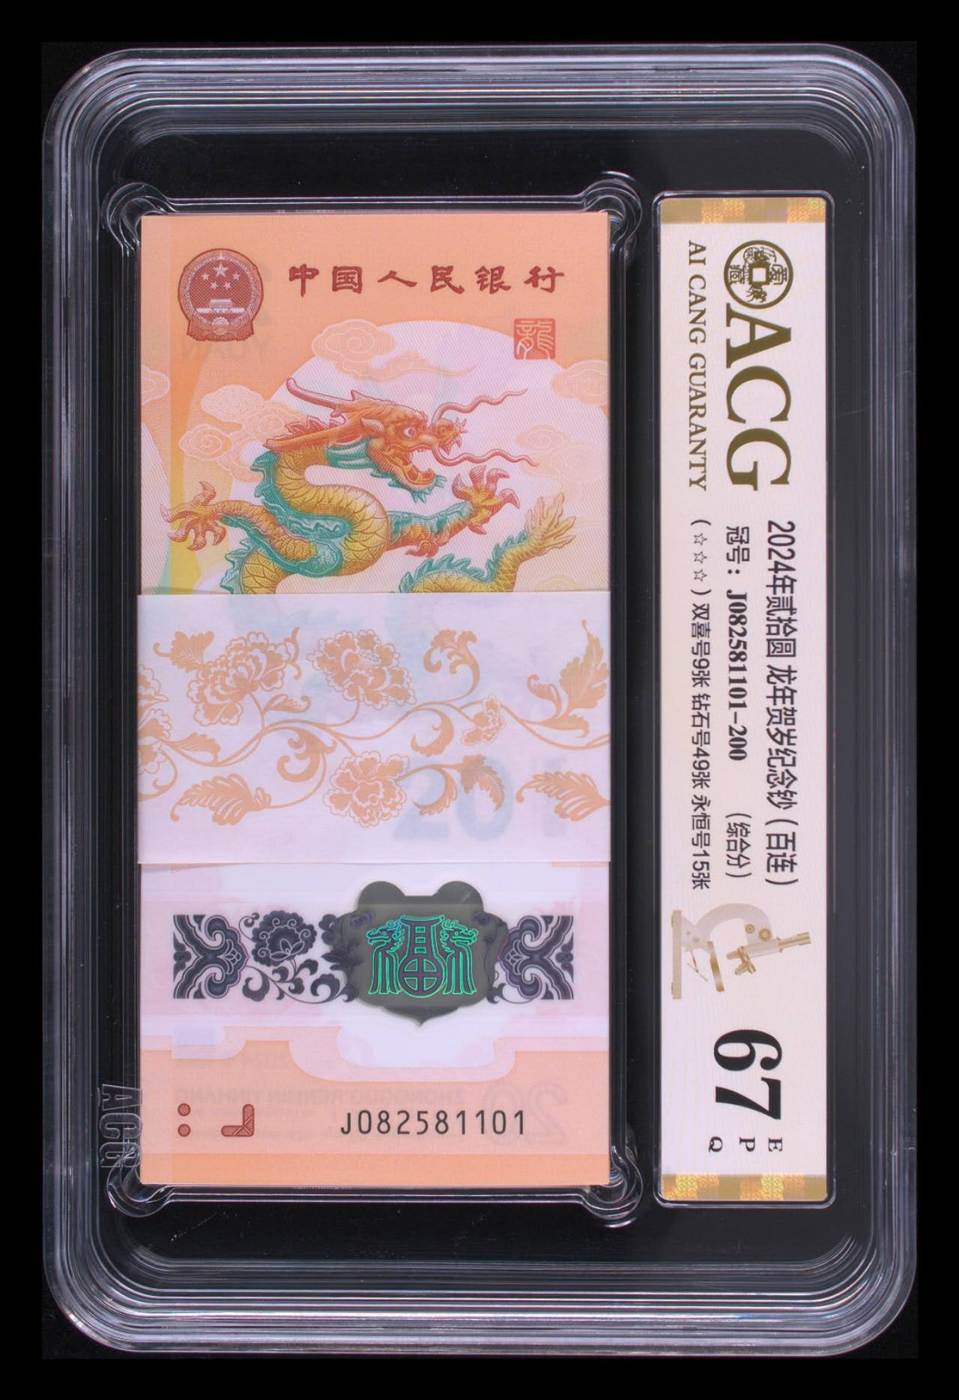 中国人民银行
龍
20
福
J082581101
ACG
AI CANG GUARANTY
2024年贰拾圆 龙年贺岁纪念钞（百连）
冠号：J082581101-200 （综合分）
（☆☆☆）双喜号9张 钻石号49张 永恒号15张
67
E
P
Q
ACG